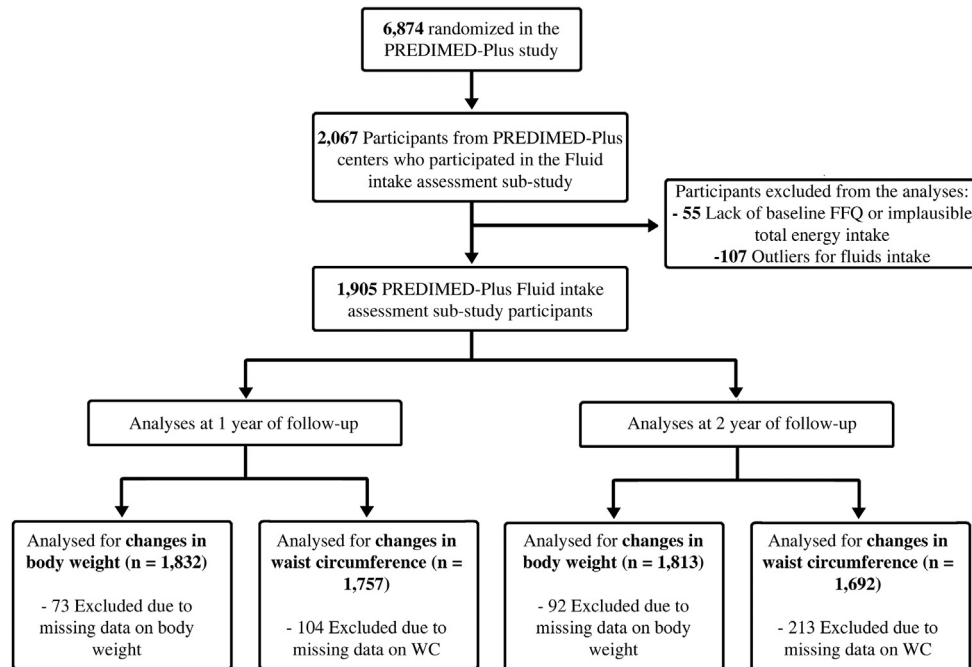 6,874 randomized in the
PREDIMED-Plus study
2,067 Participants from PREDIMED-Plus
centers who participated in the Fluid
intake assessment sub-study
Participants excluded from the analyses:
- 55 Lack of baseline FFQ or implausible
total energy intake
-107 Outliers for fluids intake
1,905 PREDIMED-Plus Fluid intake
assessment sub-study participants
Analyses at 1 year of follow-up
Analyses at 2 year of follow-up
Analysed for changes in
body weight (n = 1,832)
- 73 Excluded due to
missing data on body
weight
Analysed for changes in
waist circumference (n =
1,757)
- 104 Excluded due to
missing data on WC
Analysed for changes in
body weight (n = 1,813)
- 92 Excluded due to
missing data on body
weight
Analysed for changes in
waist circumference (n =
1,692)
- 213 Excluded due to
missing data on WC